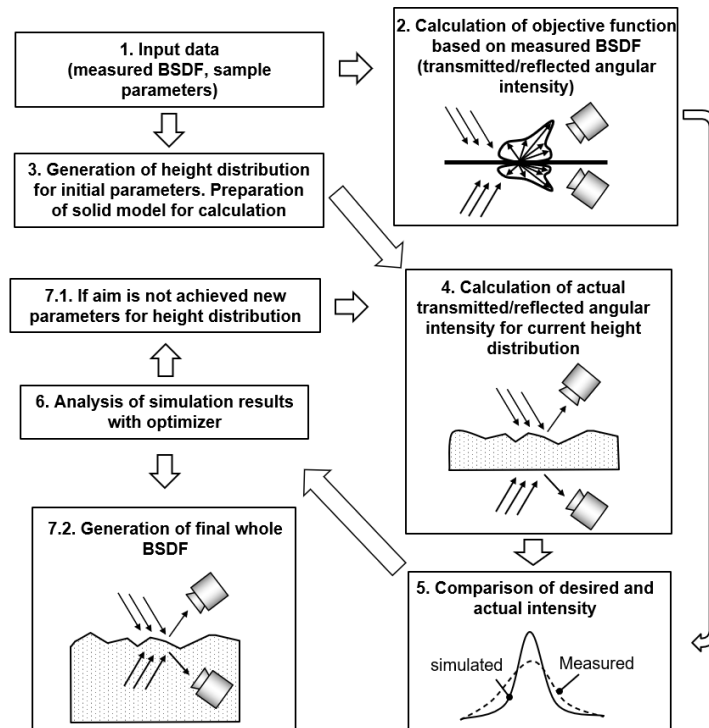 1. Input data
(measured BSDF, sample
parameters)
2. Calculation of objective function
based on measured BSDF
(transmitted/reflected angular
intensity)
3. Generation of height distribution
for initial parameters. Preparation
of solid model for calculation
4. Calculation of actual
transmitted/reflected angular
intensity for current height
distribution
7.1. If aim is not achieved new
parameters for height distribution
6. Analysis of simulation results
with optimizer
7.2. Generation of final whole
BSDF
5. Comparison of desired and
actual intensity
simulated
Measured